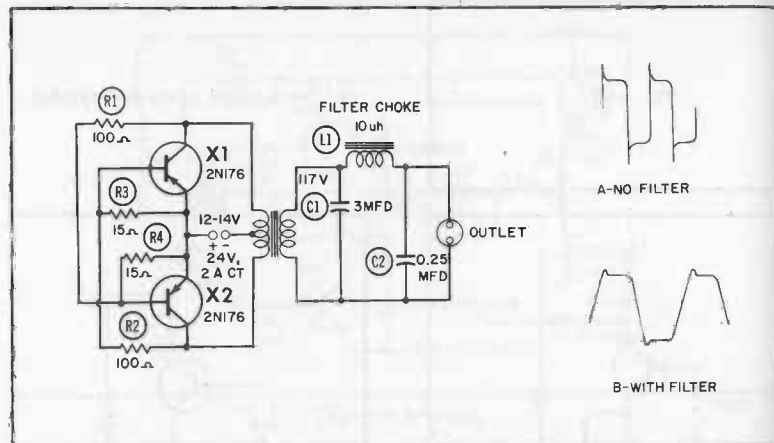 R1
100Ω
X1
2N176
R3
15Ω
R4
15Ω
12-14V
+ -
24V,
2 A CT
X2
2N176
R2
100Ω
FILTER CHOKE
10uh
L1
117V
C1
3MFD
C2
0.25
MFD
OUTLET
A-NO FILTER
B-WITH FILTER